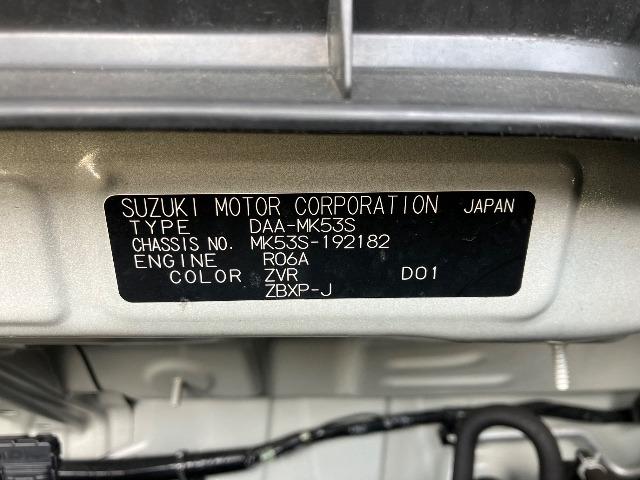 SUZUKI MOTOR CORPORATION JAPAN
TYPE DAA-MK53S
CHASSIS NO. MK53S-192182
ENGINE R06A
COLOR ZVR D01
ZBXP-J